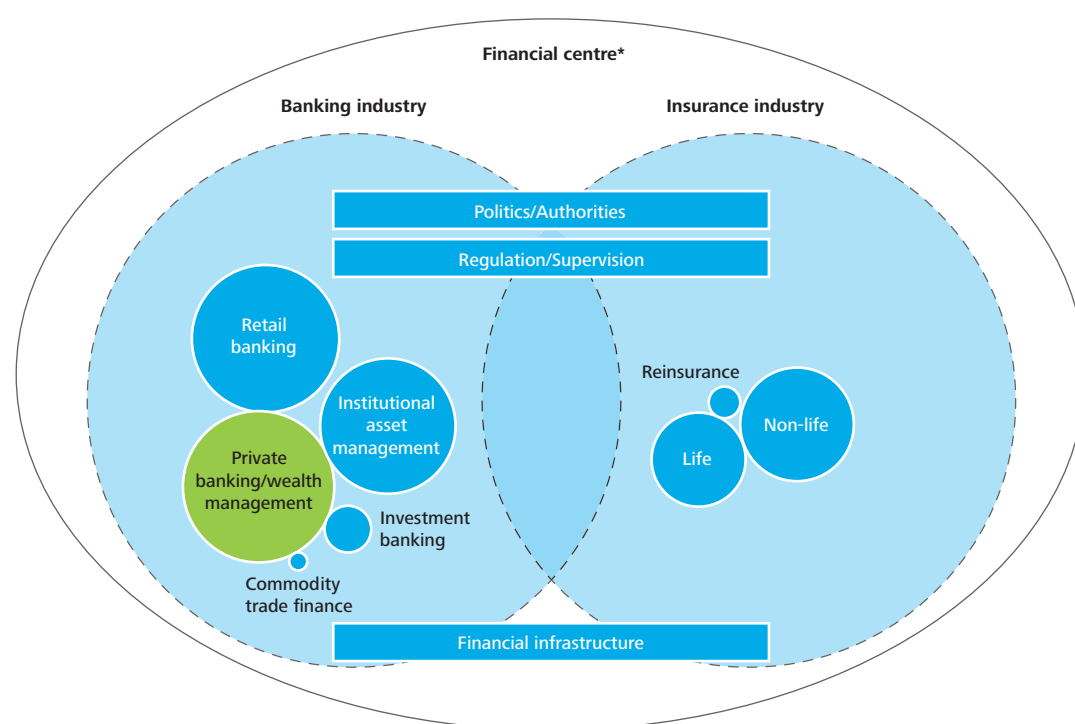 Financial centre*
Banking industry
Insurance industry
Politics/Authorities
Regulation/Supervision
Retail
banking
Institutional
asset
management
Private
banking/wealth
management
Investment
banking
Commodity
trade finance
Reinsurance
Non-life
Life
Financial infrastructure